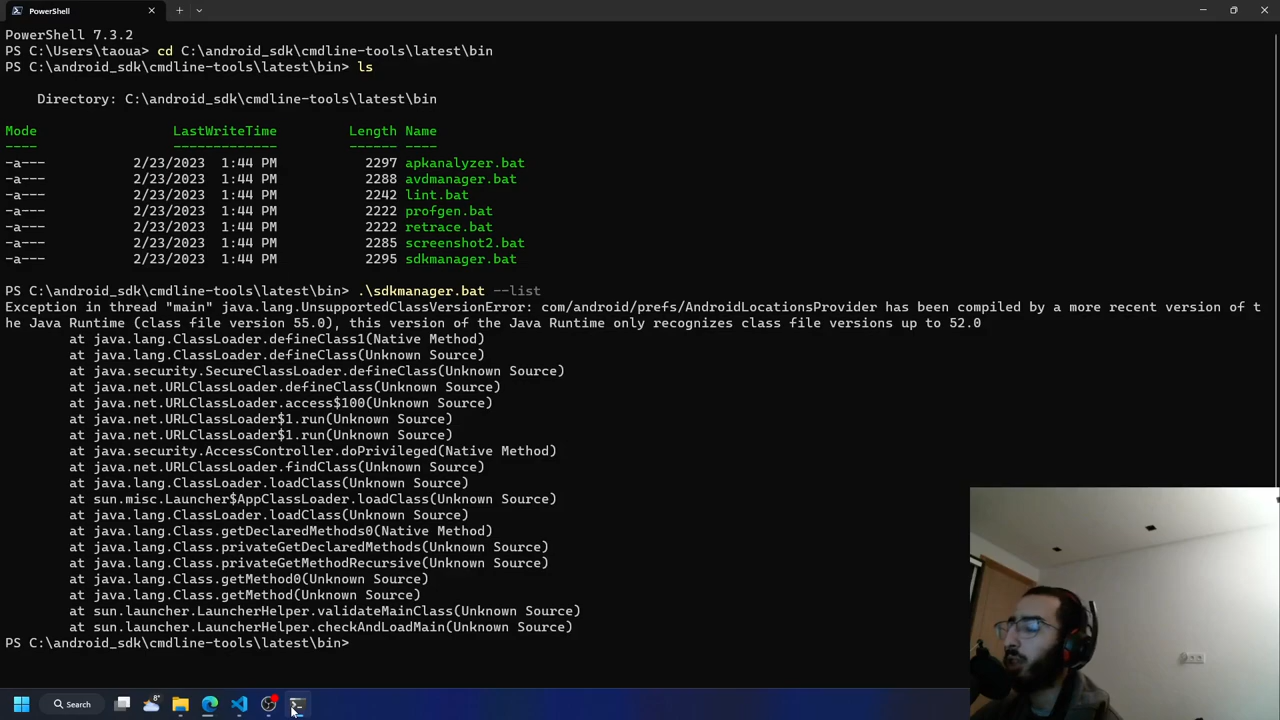 PowerShell
PowerShell 7.3.2
PS C:\Users\taoua> cd C:\android_sdk\cmdline-tools\latest\bin
PS C:\android_sdk\cmdline-tools\latest\bin> ls
Directory: C:\android_sdk\cmdline-tools\latest\bin
Mode LastWriteTime Length Name
---- ------------- ------ ----
-a--- 2/23/2023 1:44 PM 2297 apkanalyzer.bat
-a--- 2/23/2023 1:44 PM 2288 avdmanager.bat
-a--- 2/23/2023 1:44 PM 2242 lint.bat
-a--- 2/23/2023 1:44 PM 2222 profgen.bat
-a--- 2/23/2023 1:44 PM 2222 retrace.bat
-a--- 2/23/2023 1:44 PM 2285 screenshot2.bat
-a--- 2/23/2023 1:44 PM 2295 sdkmanager.bat
PS C:\android_sdk\cmdline-tools\latest\bin> .\sdkmanager.bat --list
Exception in thread "main" java.lang.UnsupportedClassVersionError: com/android/prefs/AndroidLocationsProvider has been compiled by a more recent version of t
he Java Runtime (class file version 55.0), this version of the Java Runtime only recognizes class file versions up to 52.0
at java.lang.ClassLoader.defineClass1(Native Method)
at java.lang.ClassLoader.defineClass(Unknown Source)
at java.security.SecureClassLoader.defineClass(Unknown Source)
at java.net.URLClassLoader.defineClass(Unknown Source)
at java.net.URLClassLoader.access$100(Unknown Source)
at java.net.URLClassLoader$1.run(Unknown Source)
at java.net.URLClassLoader$1.run(Unknown Source)
at java.security.AccessController.doPrivileged(Native Method)
at java.net.URLClassLoader.findClass(Unknown Source)
at java.lang.ClassLoader.loadClass(Unknown Source)
at sun.misc.Launcher$AppClassLoader.loadClass(Unknown Source)
at java.lang.ClassLoader.loadClass(Unknown Source)
at java.lang.Class.getDeclaredMethods0(Native Method)
at java.lang.Class.privateGetDeclaredMethods(Unknown Source)
at java.lang.Class.privateGetMethodRecursive(Unknown Source)
at java.lang.Class.getMethod0(Unknown Source)
at java.lang.Class.getMethod(Unknown Source)
at sun.launcher.LauncherHelper.validateMainClass(Unknown Source)
at sun.launcher.LauncherHelper.checkAndLoadMain(Unknown Source)
PS C:\android_sdk\cmdline-tools\latest\bin>
Search
8°